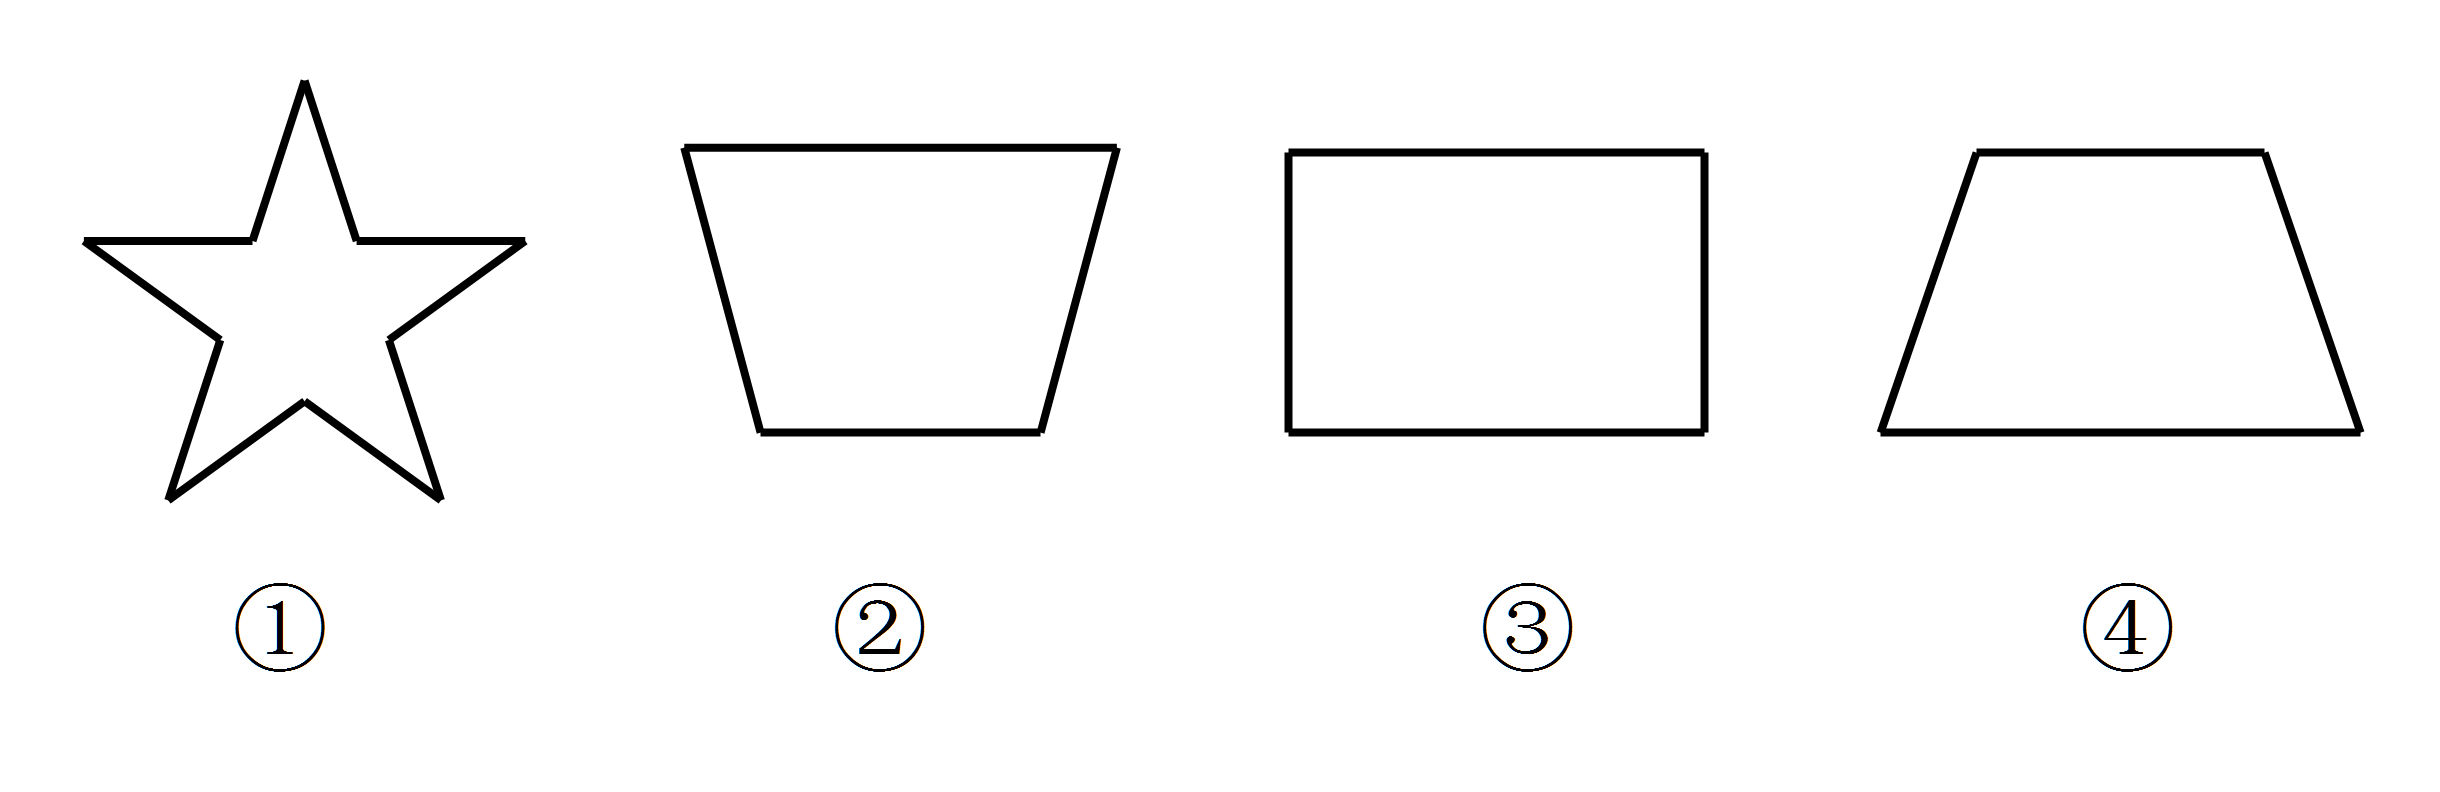 ① ② ③ ④